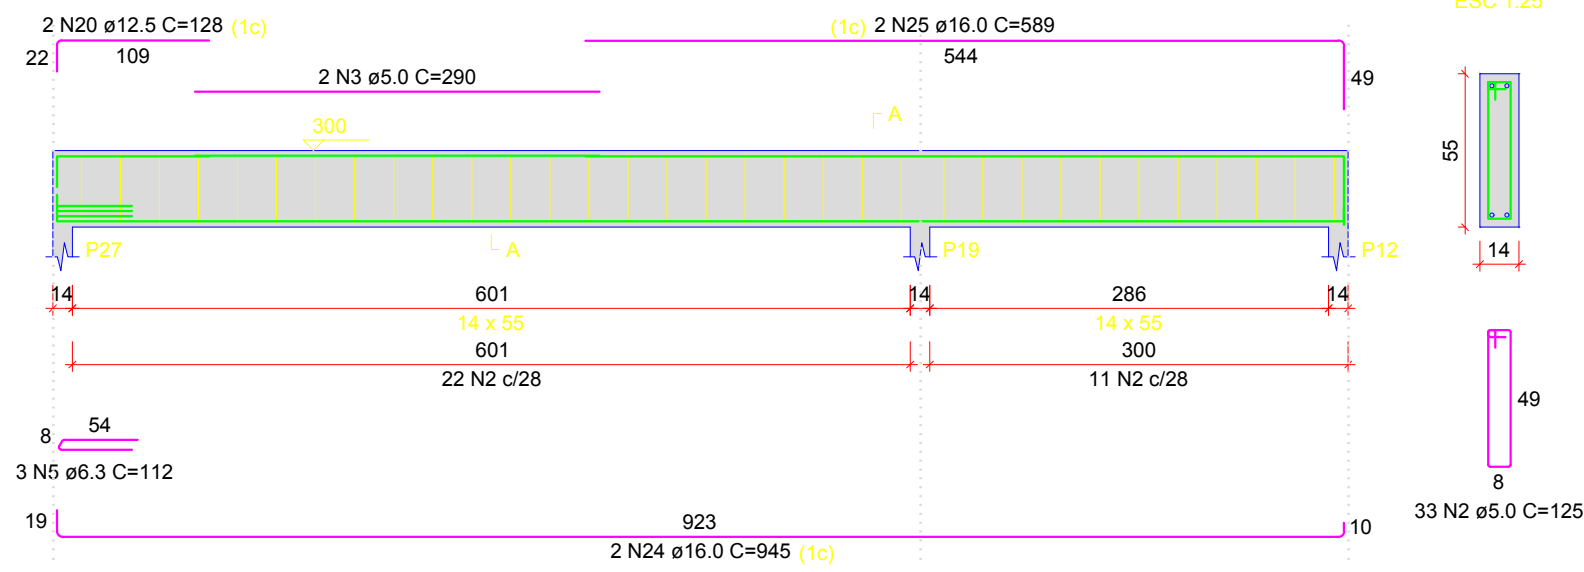 ESC 1:25
2 N20 ø12.5 C=128 (1c)
(1c) 2 N25 ø16.0 C=589
22
109
544
49
2 N3 ø5.0 C=290
A
300
55
P27
A
P19
P12
14
14
601
14
286
14
14 x 55
14 x 55
601
300
22 N2 c/28
11 N2 c/28
49
54
8
3 N5 ø6.3 C=112
8
33 N2 ø5.0 C=125
19
923
10
2 N24 ø16.0 C=945 (1c)